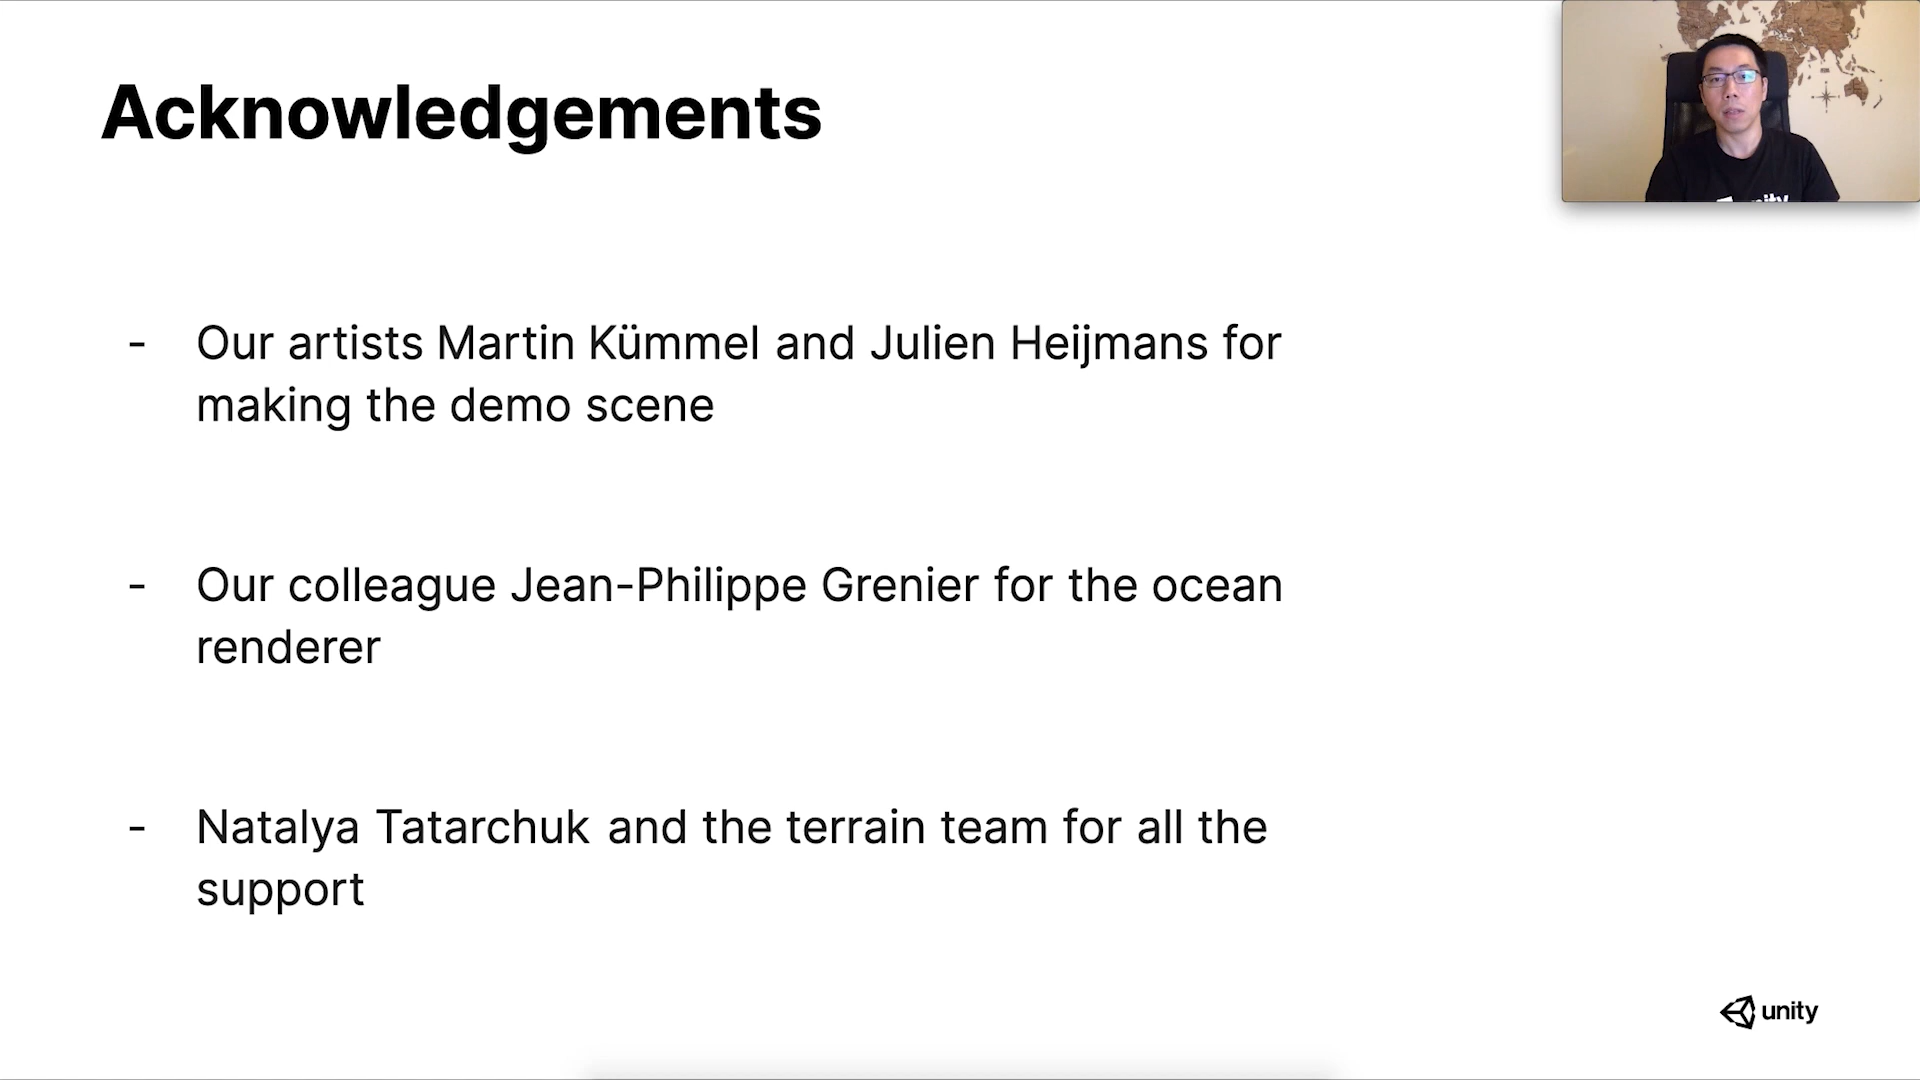 Acknowledgements
- Our artists Martin Kümmel and Julien Heijmans for
making the demo scene
- Our colleague Jean-Philippe Grenier for the ocean
renderer
- Natalya Tatarchuk and the terrain team for all the
support
unity
unity